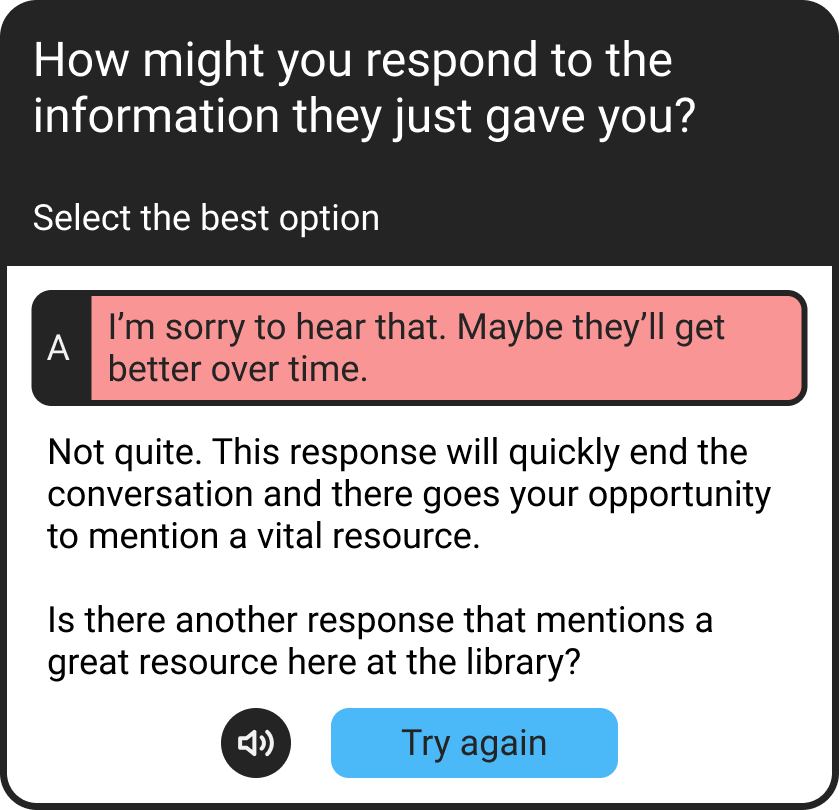 How might you respond to the
information they just gave you?
Select the best option
A
I’m sorry to hear that. Maybe they’ll get
better over time.
Not quite. This response will quickly end the
conversation and there goes your opportunity
to mention a vital resource.
Is there another response that mentions a
great resource here at the library?
Try again